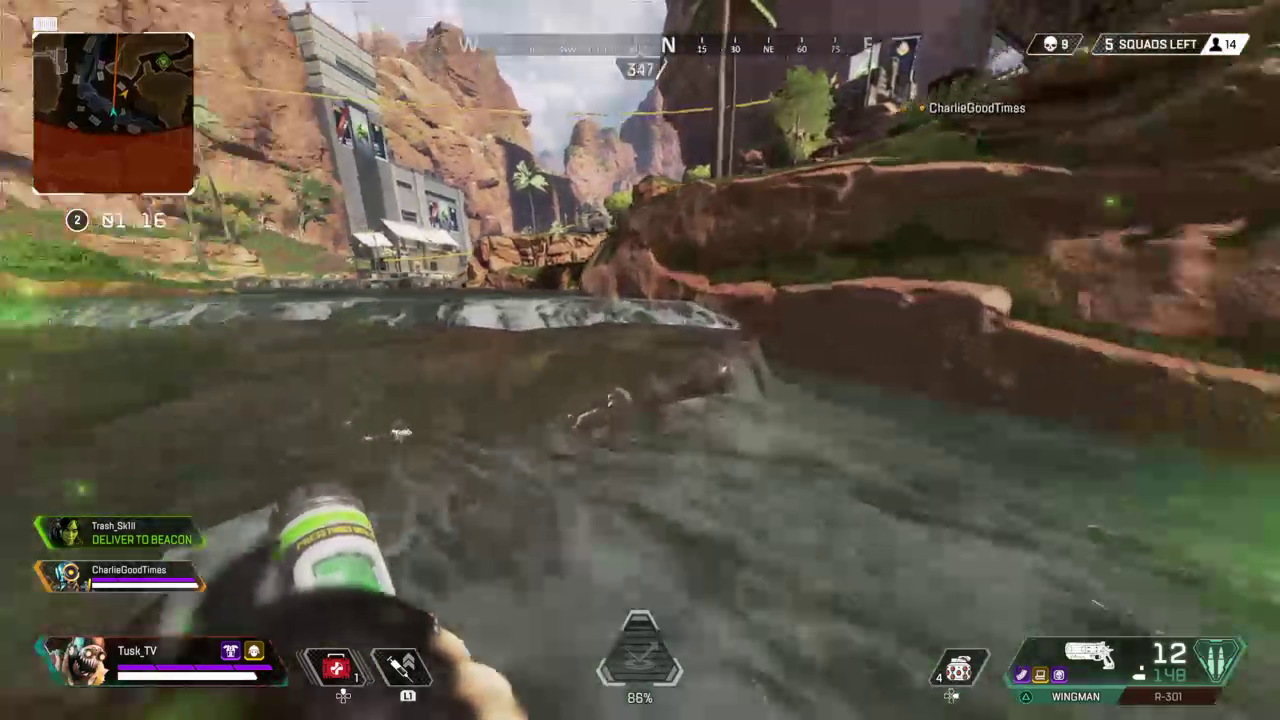 W
N
15
30
NE
60
75
E
347
9
5 SQUADS LEFT
14
CharlieGoodTimes
2
01:16
Trash_Sk1ll
DELIVER TO BEACON
CharlieGoodTimes
Tusk_TV
1
L1
86%
4
12
148
WINGMAN
R-301